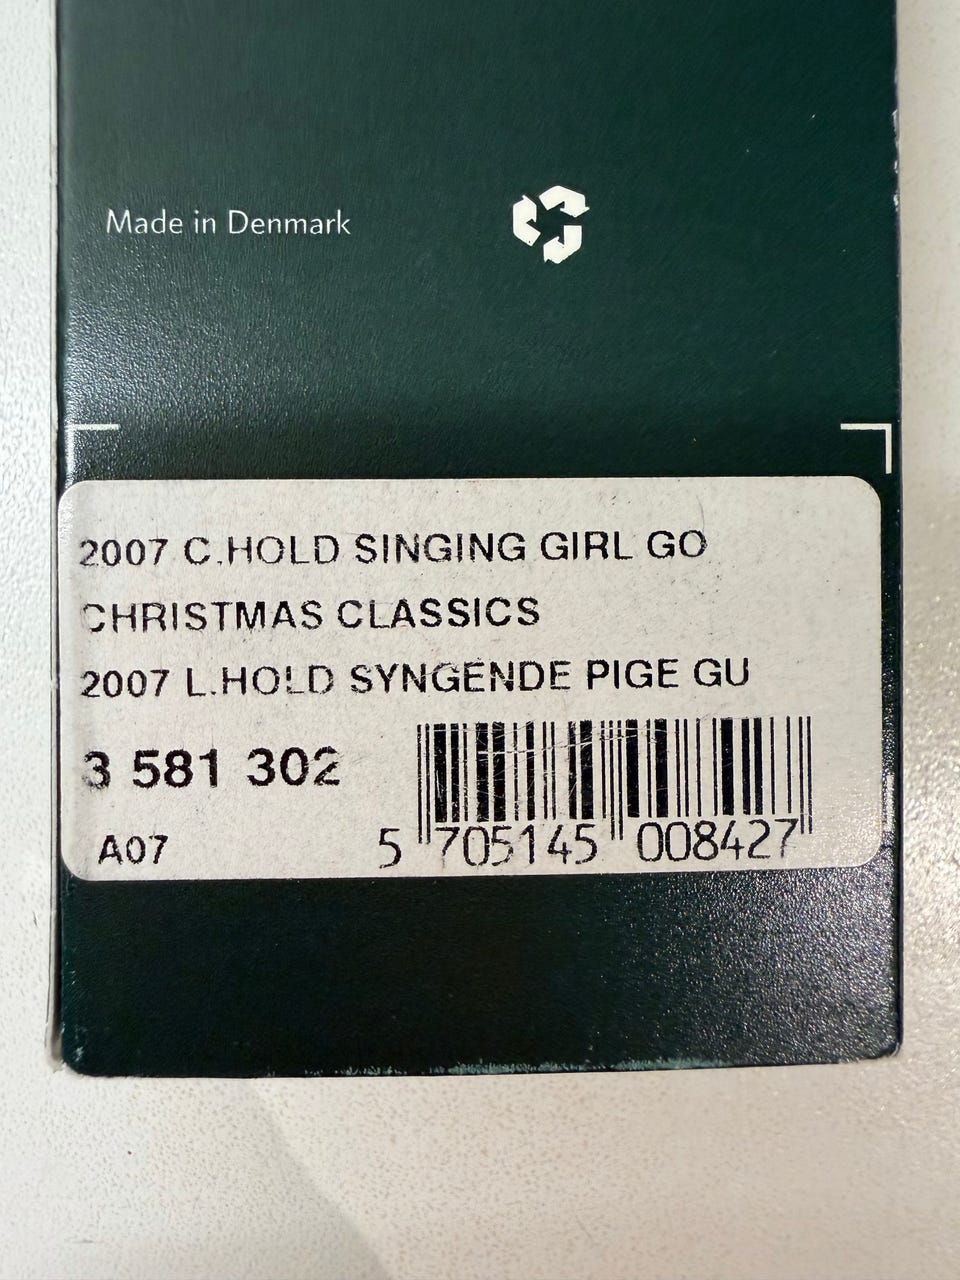 Made in Denmark
2007 C.HOLD SINGING GIRL GO
CHRISTMAS CLASSICS
2007 L.HOLD SYNGENDE PIGE GU
3 581 302
A07
5 705145 008427